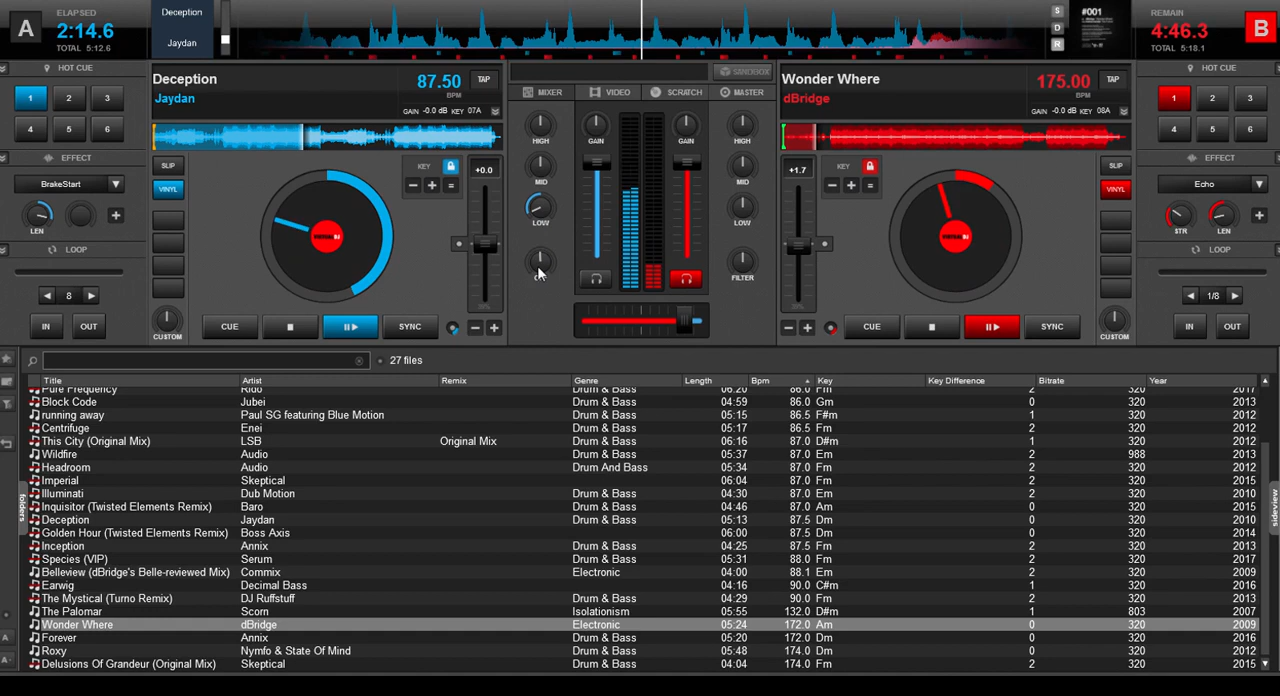 A
ELAPSED
2:14.6
TOTAL 5:12.6
Deception
Jaydan
S
D
R
#001
REMAIN
4:46.3
TOTAL 5:18.1
B
HOT CUE
1 2 3
4 5 6
Deception
Jaydan
87.50
BPM
TAP
GAIN -0.0 dB KEY 07A
SANDBOX
MIXER VIDEO SCRATCH MASTER
Wonder Where
dBridge
175.00
BPM
TAP
GAIN -0.0 dB KEY 08A
HOT CUE
1 2 3
4 5 6
EFFECT
BrakeStart
LEN
LOOP
8
IN OUT
SLIP
VINYL
CUSTOM
KEY
+0.0
CUE
SYNC
HIGH
MID
LOW
GAIN
GAIN
HIGH
MID
LOW
FILTER
+1.7
KEY
CUE
SYNC
SLIP
VINYL
CUSTOM
EFFECT
Echo
STR LEN
LOOP
1/8
IN OUT
27 files
Title Artist Remix Genre Length Bpm Key Key Difference Bitrate Year
Pure Frequency Rido Drum & Bass 06:20 86.0 Fm 2 320 2017
Block Code Jubei Drum & Bass 04:59 86.0 Gm 0 320 2013
running away Paul SG featuring Blue Motion Drum & Bass 05:15 86.5 F#m 1 320 2012
Centrifuge Enei Drum & Bass 05:17 86.5 Fm 2 320 2012
This City (Original Mix) LSB Original Mix Drum & Bass 06:16 87.0 D#m 1 320 2012
Wildfire Audio Drum & Bass 05:37 87.0 Em 2 988 2013
Headroom Audio Drum And Bass 05:34 87.0 Fm 2 320 2012
Imperial Skeptical 06:04 87.0 Fm 2 320 2015
Illuminati Dub Motion Drum & Bass 04:30 87.0 Em 2 320 2010
Inquisitor (Twisted Elements Remix) Baro Drum & Bass 04:46 87.0 Am 0 320 2015
Deception Jaydan Drum & Bass 05:13 87.5 Dm 0 320 2010
Golden Hour (Twisted Elements Remix) Boss Axis 06:00 87.5 Dm 0 320 2014
Inception Annix Drum & Bass 04:25 87.5 Fm 2 320 2013
Species (VIP) Serum Drum & Bass 05:31 88.0 Fm 2 320 2017
Belleview (dBridge's Belle-reviewed Mix) Commix Electronic 04:00 88.1 Em 2 320 2009
Earwig Decimal Bass 04:16 90.0 C#m 1 320 2016
The Mystical (Turno Remix) DJ Ruffstuff Drum & Bass 04:29 90.0 Fm 2 320 2013
The Palomar Scorn Isolationism 05:55 132.0 D#m 1 803 2007
Wonder Where dBridge Electronic 05:24 172.0 Am 0 320 2009
Forever Annix Drum & Bass 05:20 174.0 Dm 0 320 2016
Roxy Nymfo & State Of Mind Drum & Bass 05:48 174.0 Dm 0 320 2015
Delusions Of Grandeur (Original Mix) Skeptical Drum & Bass 04:04 174.0 Fm 2 320 2015
folders
sideview